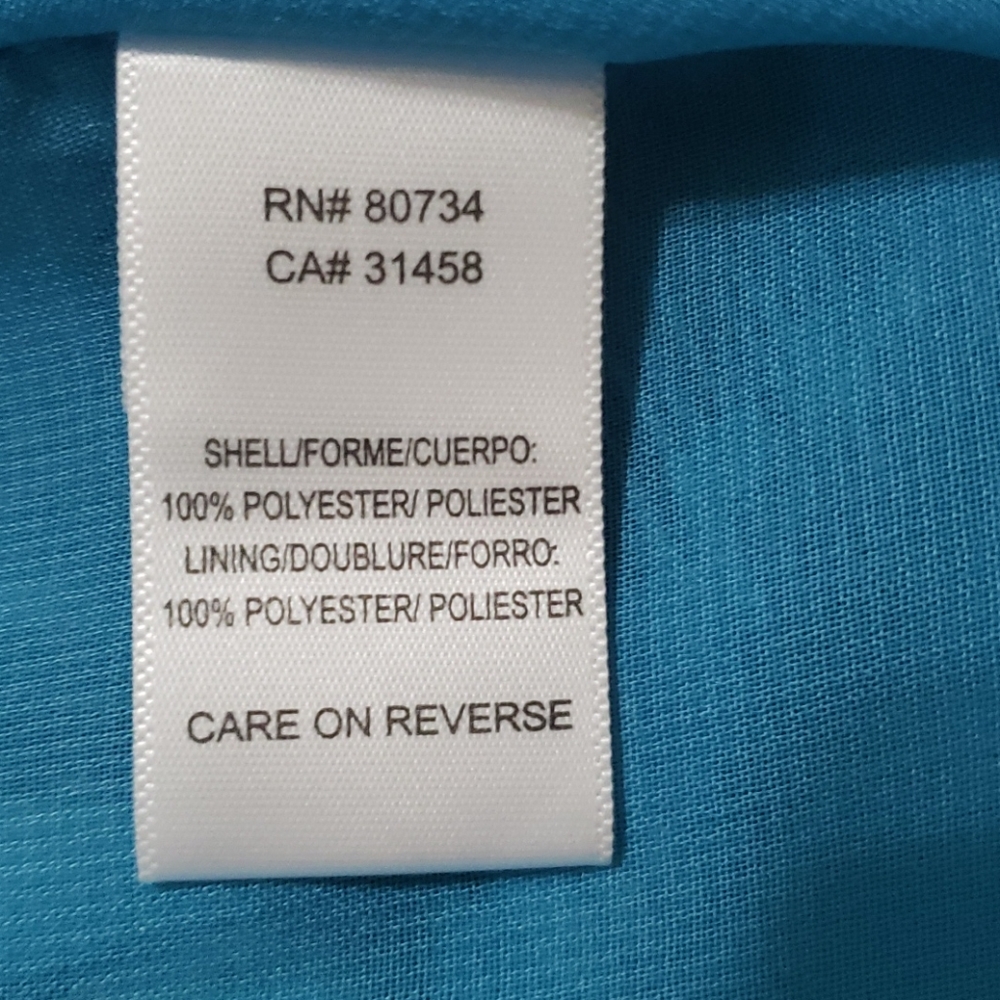 RN# 80734
CA# 31458
SHELL/FORME/CUERPO:
100% POLYESTER/ POLIESTER
LINING/DOUBLURE/FORRO:
100% POLYESTER/ POLIESTER
CARE ON REVERSE